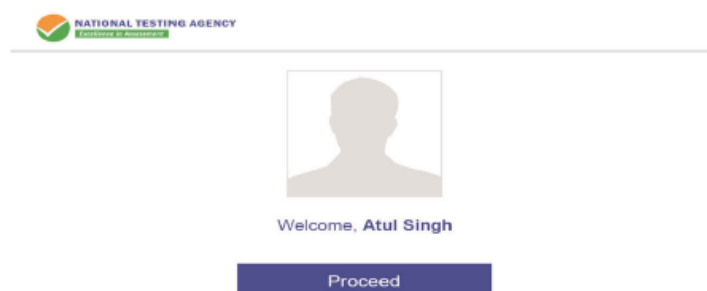 NATIONAL TESTING AGENCY
Excellence in Assessment
Welcome, Atul Singh
Proceed